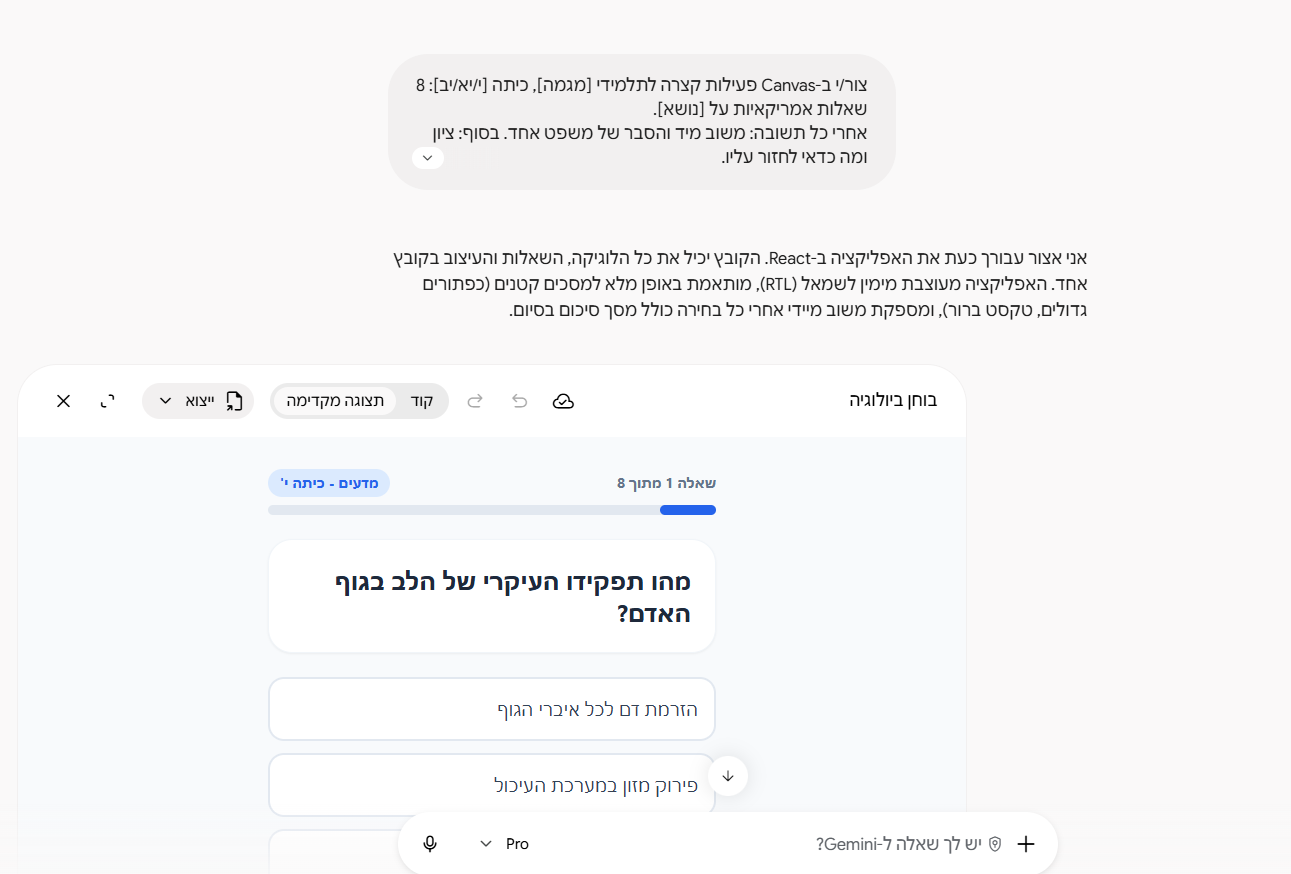 צור/י ב-Canvas פעילות קצרה לתלמידי [מגמה], כיתה [י/יא/יב]: 8
שאלות אמריקאיות על [נושא].
אחרי כל תשובה: משוב מיד והסבר של משפט אחד. בסוף: ציון
ומה כדאי לחזור עליו.
אני אצור עבורך כעת את האפליקציה ב-React. הקובץ יכיל את כל הלוגיקה, השאלות והעיצוב בקובץ
אחד. האפליקציה מעוצבת מימין לשמאל (RTL), מותאמת באופן מלא למסכים קטנים (כפתורים
גדולים, טקסט ברור), ומספקת משוב מיידי אחרי כל בחירה כולל מסך סיכום בסיום.
בוחן ביולוגיה
קוד
תצוגה מקדימה
ייצוא
שאלה 1 מתוך 8
מדעים - כיתה י'
מהו תפקידו העיקרי של הלב בגוף
האדם?
הזרמת דם לכל איברי הגוף
פירוק מזון במערכת העיכול
יש לך שאלה ל-Gemini?
Pro